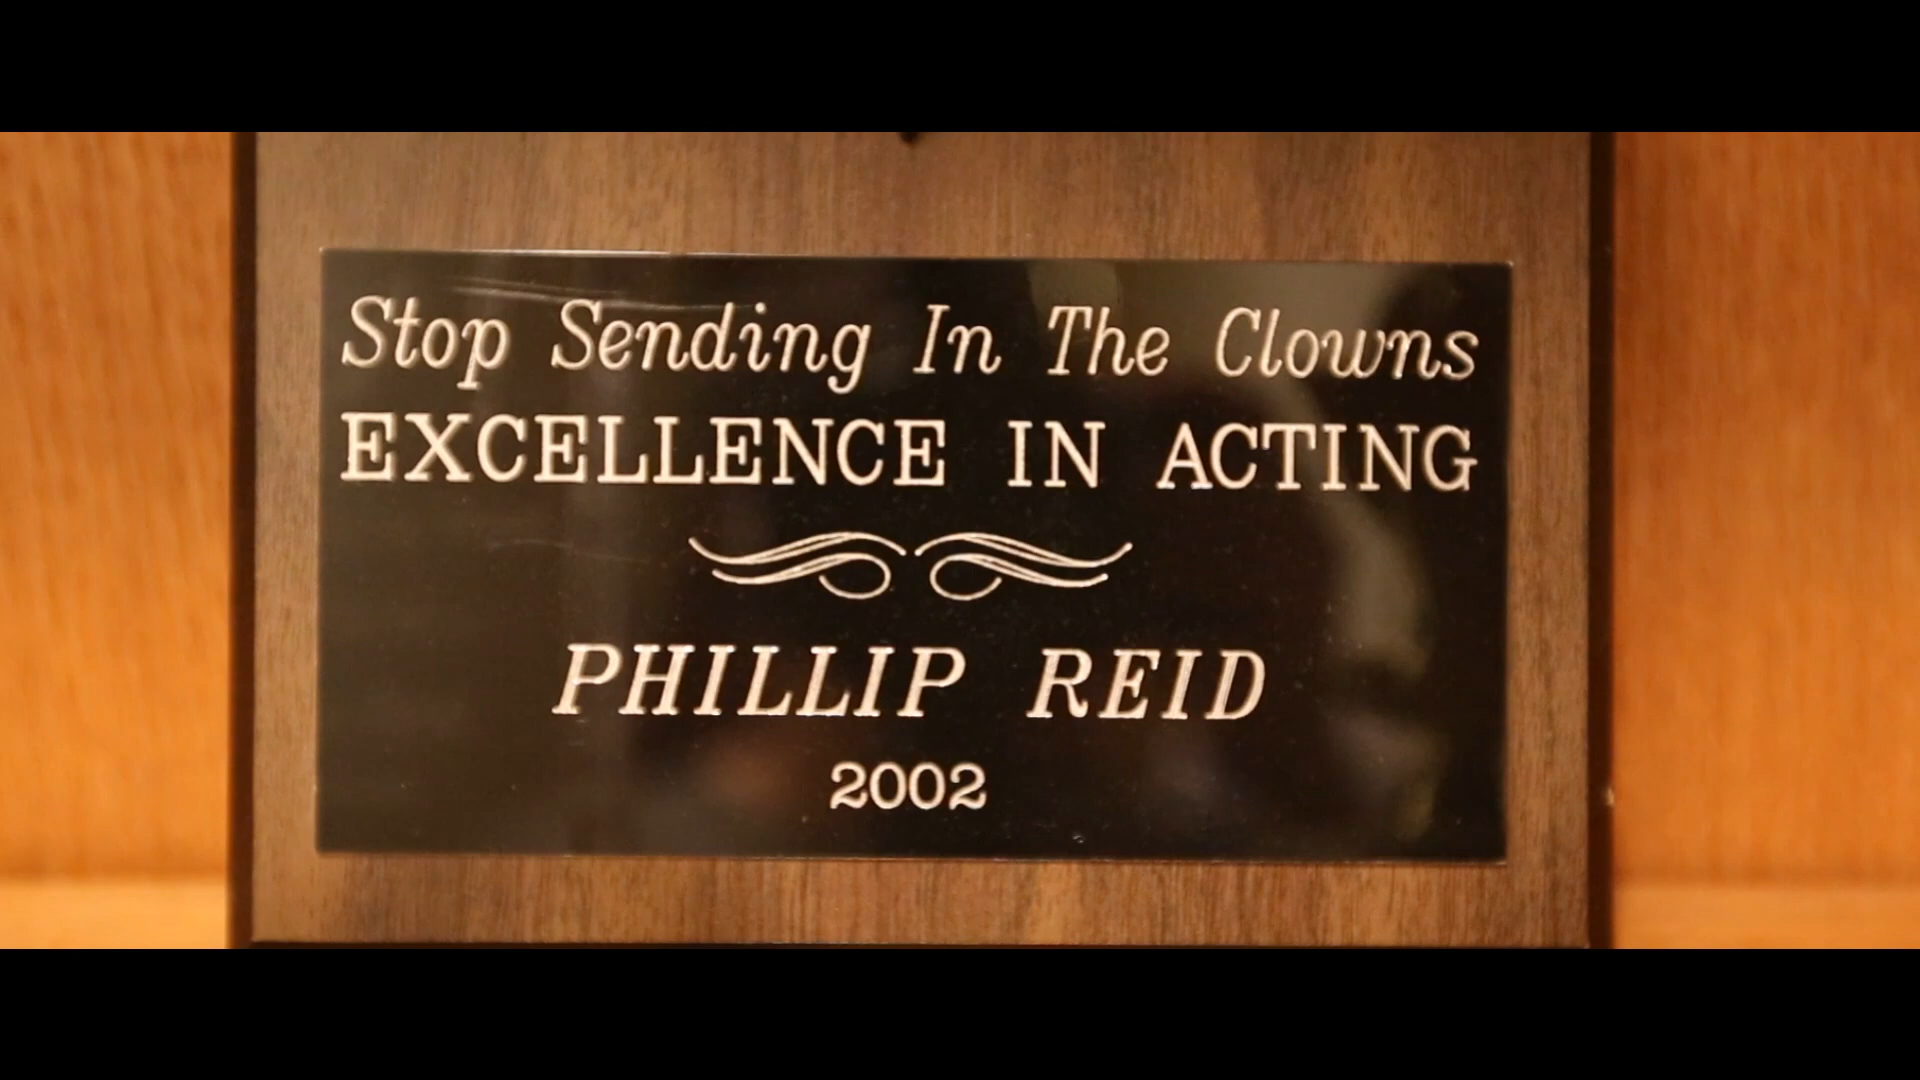 Stop Sending In The Clowns
EXCELLENCE IN ACTING
PHILLIP REID
2002